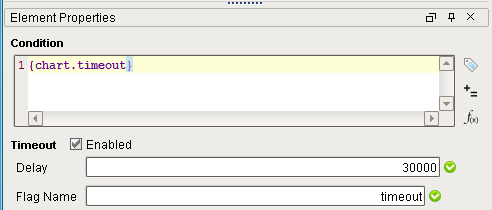 Element Properties
Condition
1 {chart.timeout}
+=
f(x)
Timeout Enabled
Delay 30000
Flag Name timeout